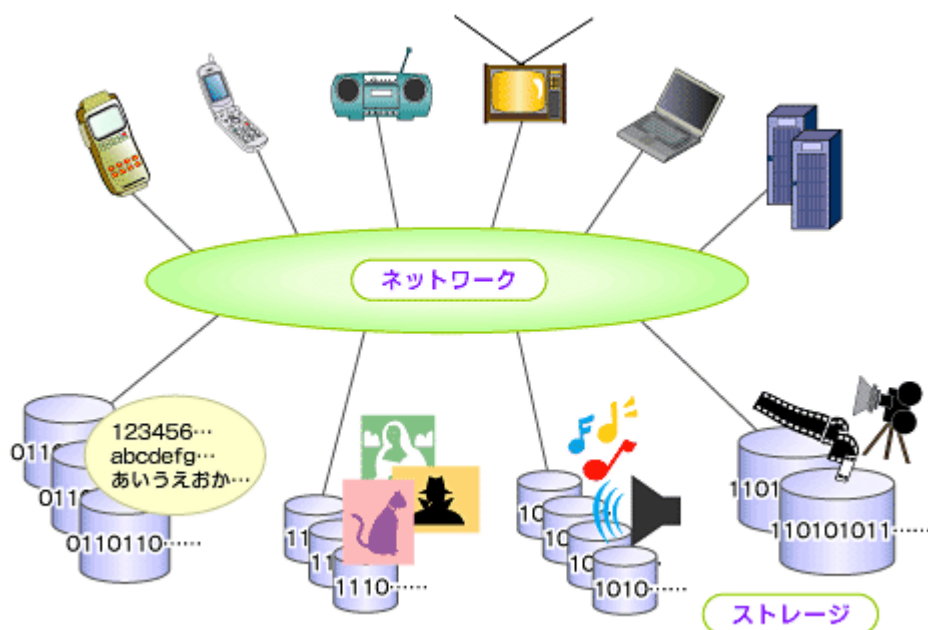 ネットワーク
123456…
abcdefg…
あいうえおか…
0110110……
1110……
1010……
110101011……
ストレージ